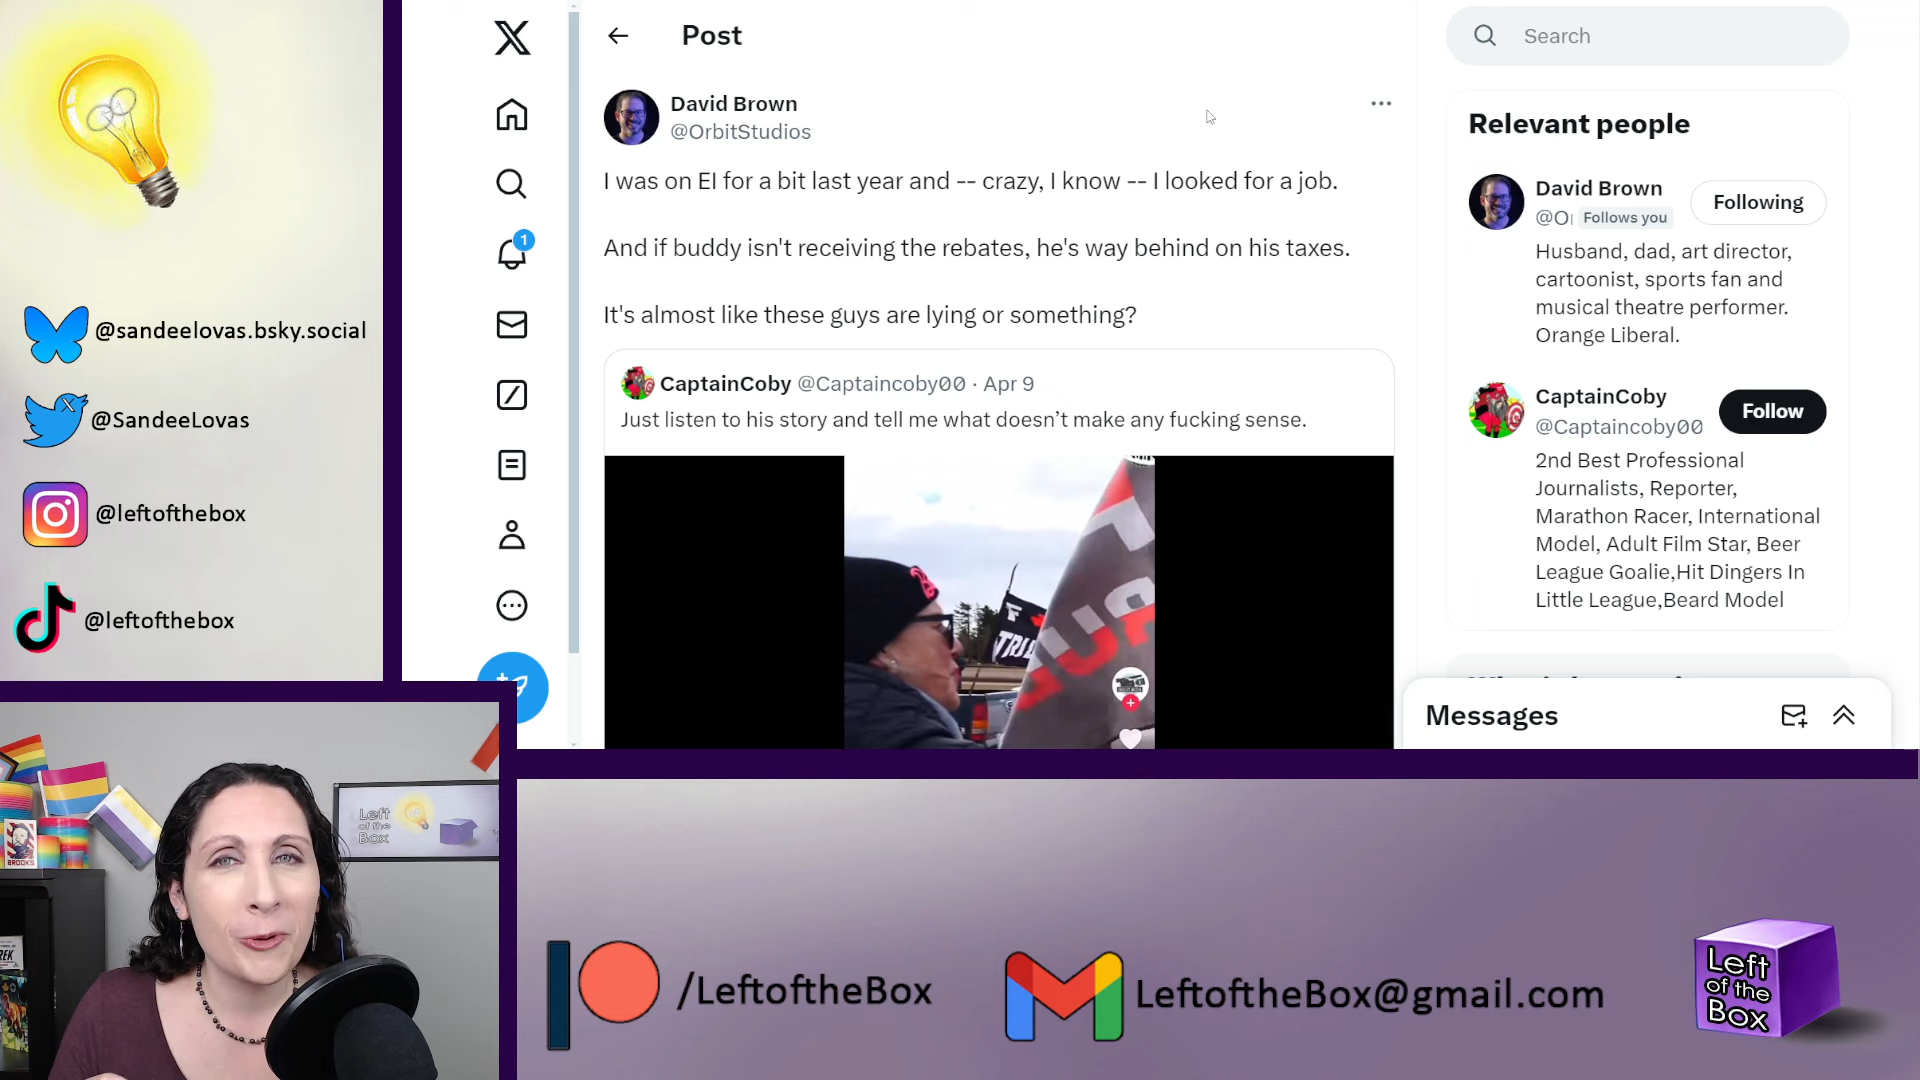 @sandeelovas.bsky.social
@SandeeLovas
@leftofthebox
@leftofthebox
Post
David Brown
@OrbitStudios
I was on EI for a bit last year and -- crazy, I know -- I looked for a job.
And if buddy isn't receiving the rebates, he's way behind on his taxes.
It's almost like these guys are lying or something?
CaptainCoby @Captaincoby00 · Apr 9
Just listen to his story and tell me what doesn’t make any fucking sense.
1
Search
Relevant people
David Brown
Following
Follows you
Husband, dad, art director,
cartoonist, sports fan and
musical theatre performer.
Orange Liberal.
CaptainCoby
@Captaincoby00
Follow
2nd Best Professional
Journalists, Reporter,
Marathon Racer, International
Model, Adult Film Star, Beer
League Goalie,Hit Dingers In
Little League,Beard Model
Messages
Left
of the
Box
BROOKS
/LeftoftheBox
LeftoftheBox@gmail.com
Left
of the
Box